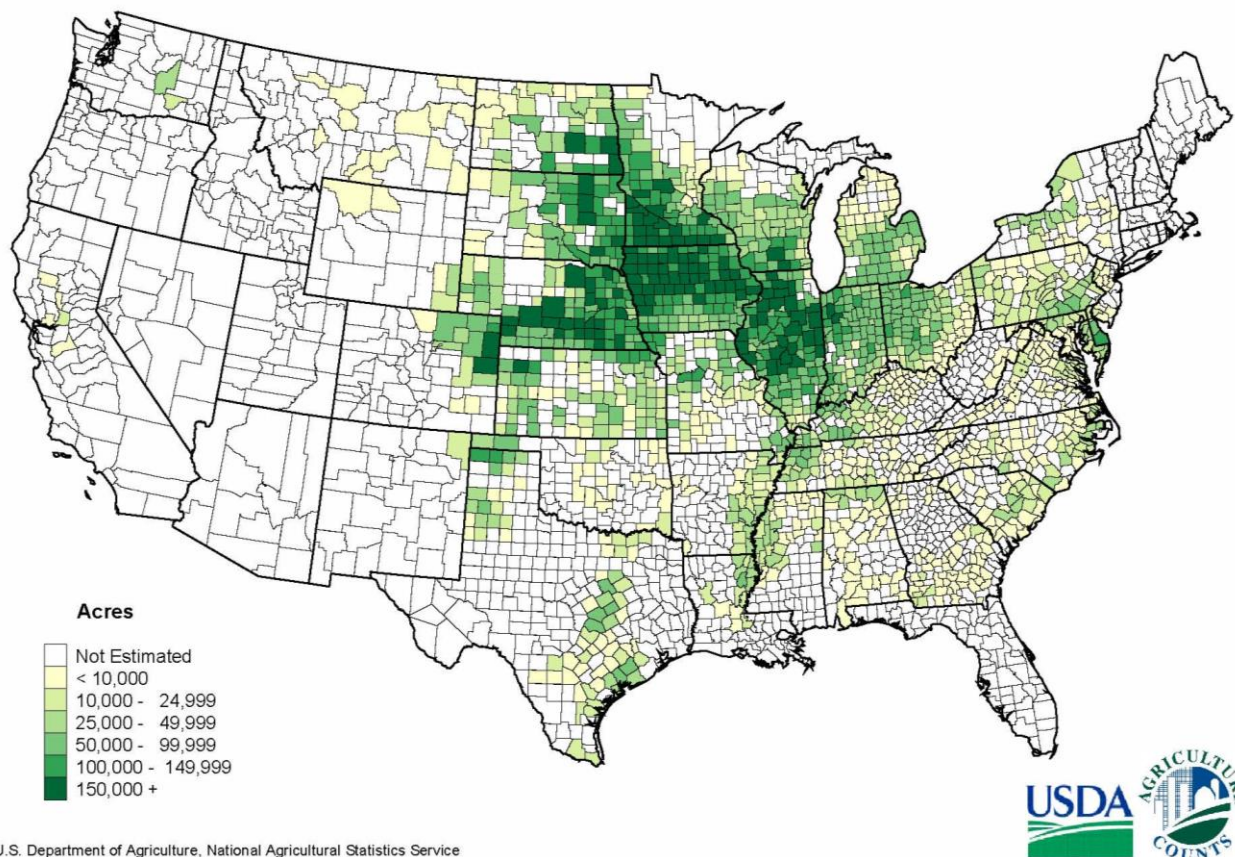 Acres
Not Estimated
< 10,000
10,000 - 24,999
25,000 - 49,999
50,000 - 99,999
100,000 - 149,999
150,000 +
USDA
AGRICULTURE
COUNTS
U.S. Department of Agriculture, National Agricultural Statistics Service